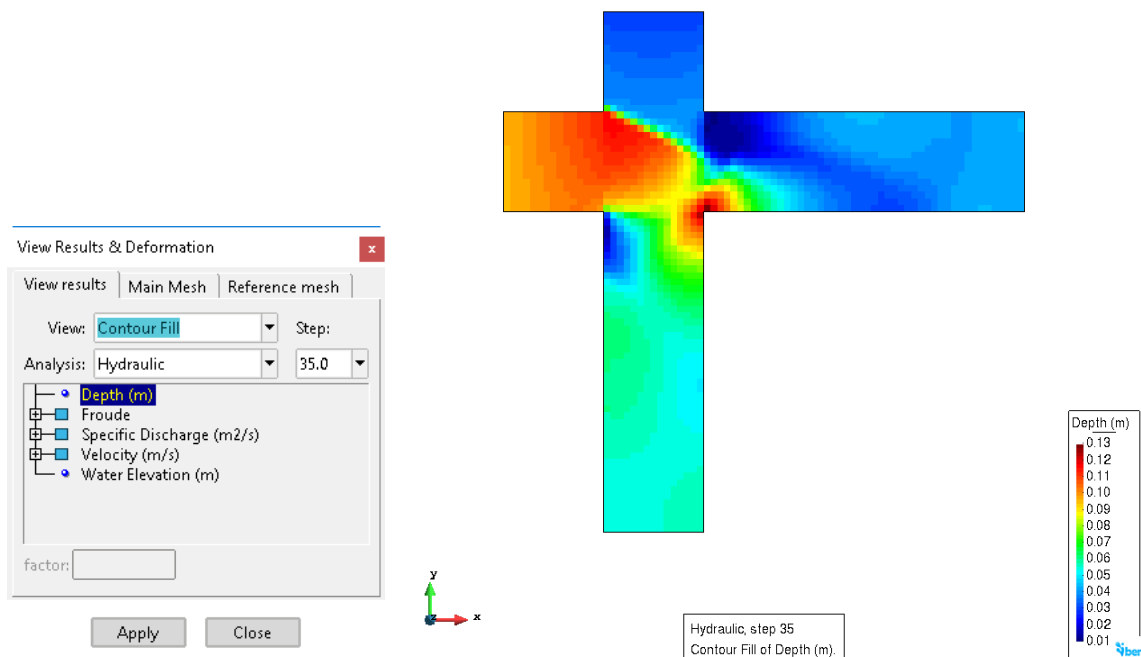 View Results & Deformation
x
View results
Main Mesh
Reference mesh
View: Contour Fill Step:
Analysis: Hydraulic 35.0
Depth (m)
Froude
Specific Discharge (m2/s)
Velocity (m/s)
Water Elevation (m)
factor:
Apply
Close
y
z x
Hydraulic, step 35
Contour Fill of Depth (m).
Depth (m)
0.13
0.12
0.11
0.10
0.09
0.08
0.07
0.06
0.05
0.04
0.03
0.02
0.01
iber